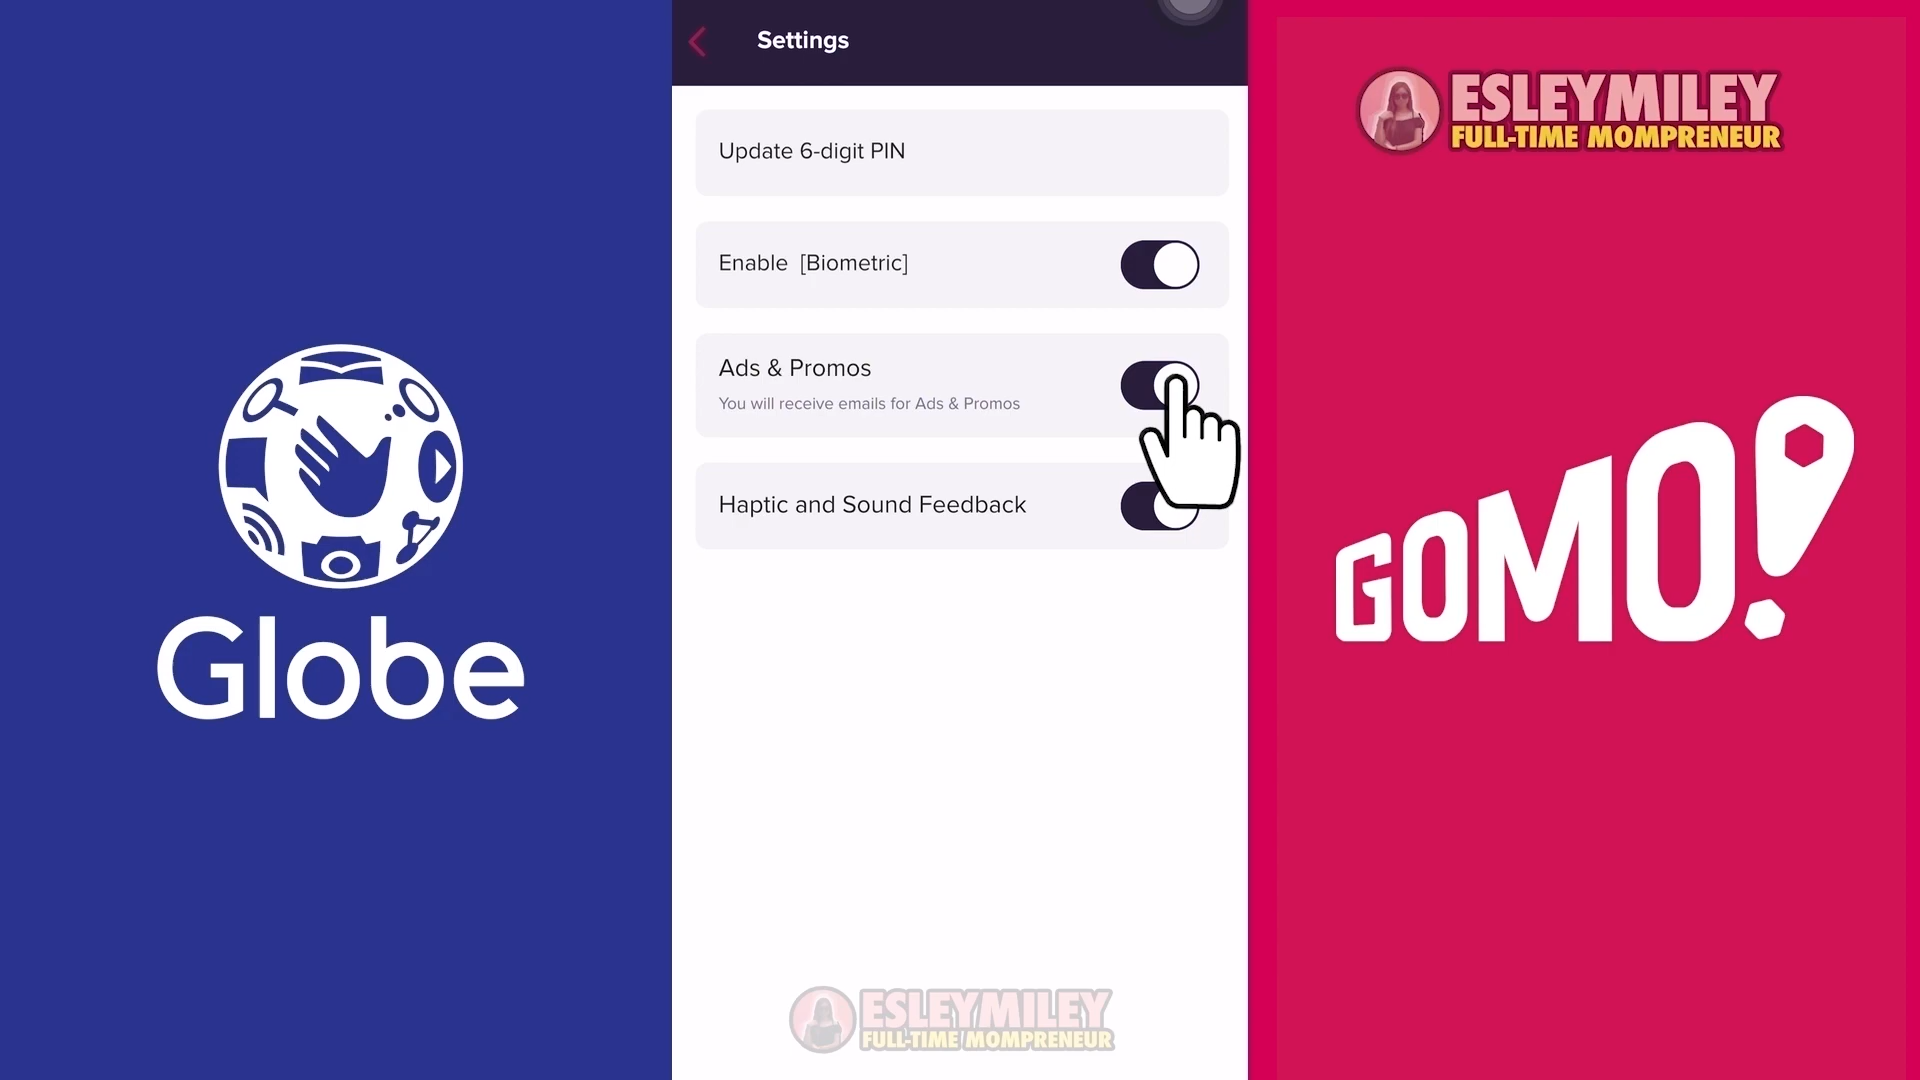 Settings
Update 6-digit PIN
Enable [Biometric]
Ads & Promos
You will receive emails for Ads & Promos
Haptic and Sound Feedback
Globe
ESLEYMILEY
FULL-TIME MOMPRENEUR
GOMO!
ESLEYMILEY
FULL-TIME MOMPRENEUR